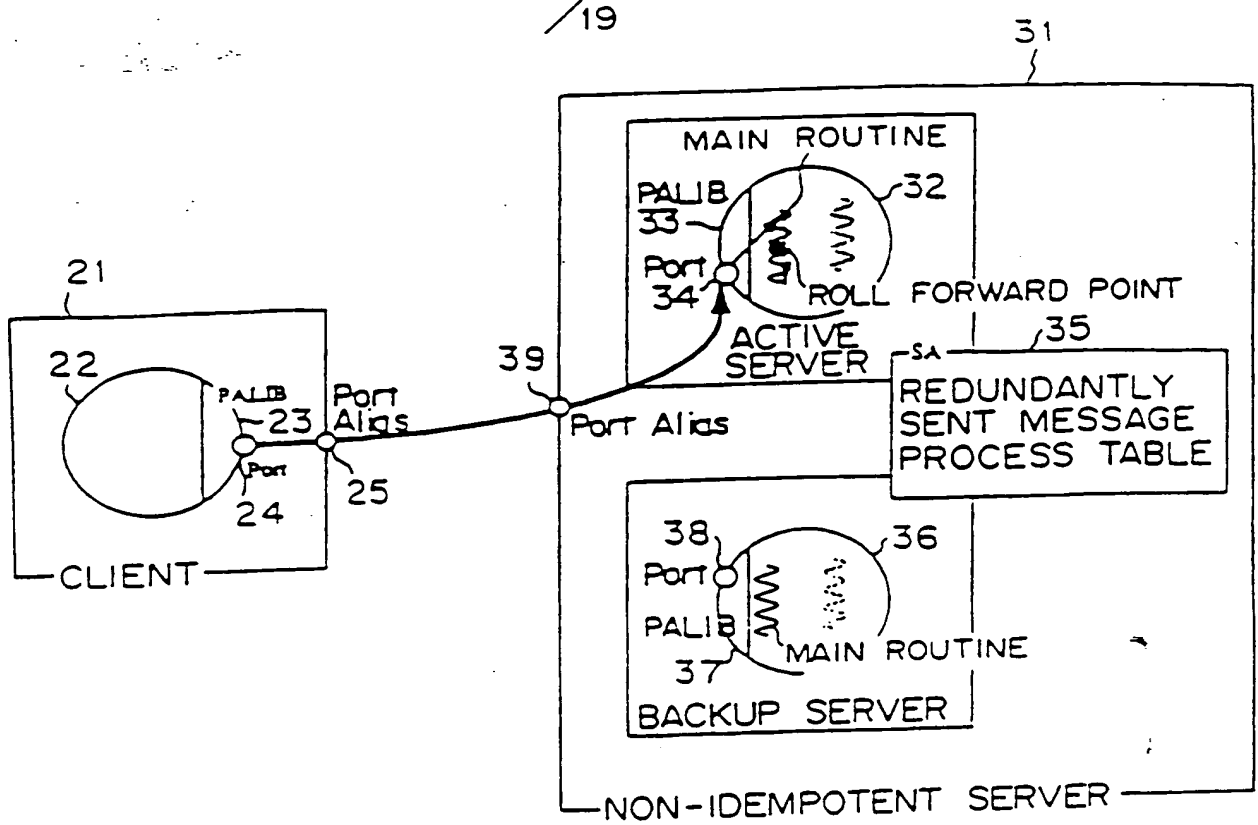 19
31
MAIN ROUTINE
PALIB
33
32
Port
34
ROLL FORWARD POINT
ACTIVE
SERVER
35
SA
REDUNDANTLY
SENT MESSAGE
PROCESS TABLE
21
22
PALIB
23
Port
24
Port
Alias
25
CLIENT
39
Port Alias
38
Port
36
PALIB
37
MAIN ROUTINE
BACKUP SERVER
NON-IDEMPOTENT SERVER